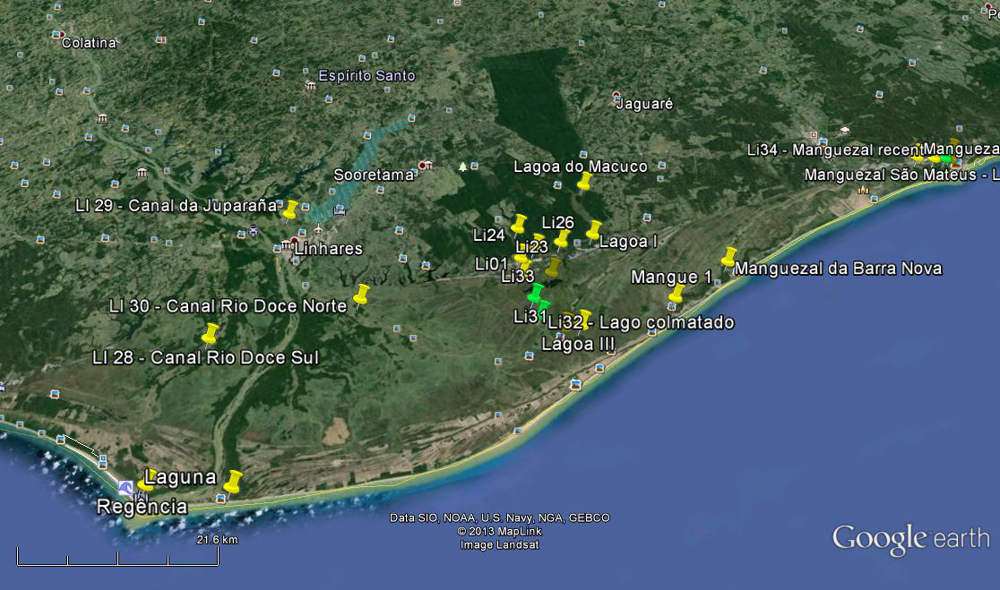 Colatina
Espírito Santo
Jaguaré
Li34 - Manguezal recent
Mangueza
Lagoa do Macuco
Sooretama
Manguezal São Mateus - L
LI 29 - Canal da Juparaña
Li26
Li24
Lagoa I
Li23
Linhares
Li01
Manguezal da Barra Nova
Li33
Mangue 1
LI 30 - Canal Rio Doce Norte
Li31
Li32 - Lago colmatado
Lagoa III
LI 28 - Canal Rio Doce Sul
Laguna
Regência
Data SIO, NOAA, U.S. Navy, NGA, GEBCO
© 2013 MapLink
Image Landsat
21.6 km
Google earth